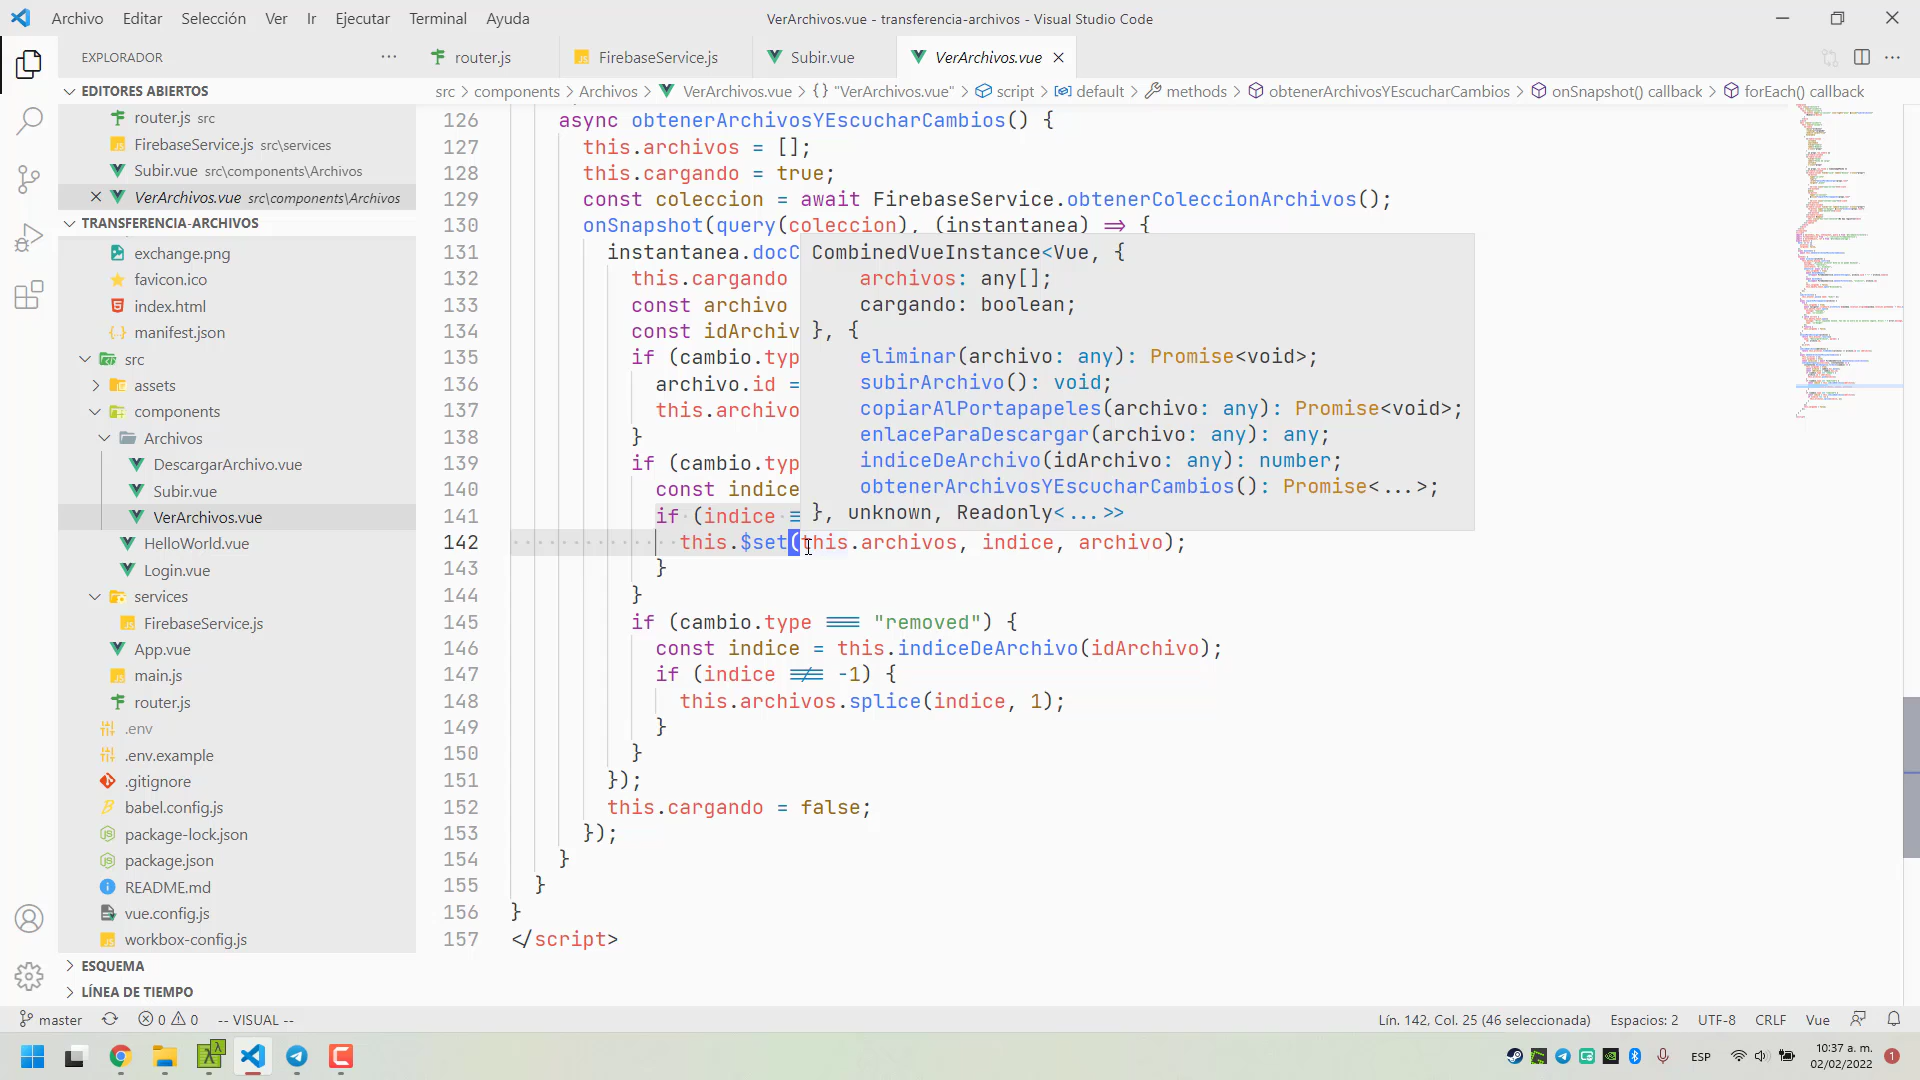 Archivo Editar Selección Ver Ir Ejecutar Terminal Ayuda
VerArchivos.vue - transferencia-archivos - Visual Studio Code
EXPLORADOR
router.js
FirebaseService.js
Subir.vue
VerArchivos.vue
src > components > Archivos > VerArchivos.vue > {} "VerArchivos.vue" > script > default > methods > obtenerArchivosYEscucharCambios > onSnapshot() callback > forEach() callback
EDITORES ABIERTOS
router.js src
FirebaseService.js src\services
Subir.vue src\components\Archivos
VerArchivos.vue src\components\Archivos
TRANSFERENCIA-ARCHIVOS
exchange.png
favicon.ico
index.html
manifest.json
src
assets
components
Archivos
DescargarArchivo.vue
Subir.vue
VerArchivos.vue
HelloWorld.vue
Login.vue
services
FirebaseService.js
App.vue
main.js
router.js
.env
.env.example
.gitignore
babel.config.js
package-lock.json
package.json
README.md
vue.config.js
workbox-config.js
ESQUEMA
LÍNEA DE TIEMPO
126 async obtenerArchivosYEscucharCambios() {
127 this.archivos = [];
128 this.cargando = true;
129 const coleccion = await FirebaseService.obtenerColeccionArchivos();
130 onSnapshot(query(coleccion), (instantanea) => {
131 instantanea.docC
132 this.cargando
133 const archivo
134 const idArchiv
135 if (cambio.type
136 archivo.id =
137 this.archivo
138 }
139 if (cambio.typ
140 const indice
141 if (indice =
142 this.$set(this.archivos, indice, archivo);
143 }
144 }
145 if (cambio.type === "removed") {
146 const indice = this.indiceDeArchivo(idArchivo);
147 if (indice !== -1) {
148 this.archivos.splice(indice, 1);
149 }
150 }
151 });
152 this.cargando = false;
153 });
154 }
155 }
156 }
157 </script>
CombinedVueInstance<Vue, {
archivos: any[];
cargando: boolean;
}, {
eliminar(archivo: any): Promise<void>;
subirArchivo(): void;
copiarAlPortapapeles(archivo: any): Promise<void>;
enlaceParaDescargar(archivo: any): any;
indiceDeArchivo(idArchivo: any): number;
obtenerArchivosYEscucharCambios(): Promise<...>;
}, unknown, Readonly<...>>
master 0 0 -- VISUAL --
Lín. 142, Col. 25 (46 seleccionada) Espacios: 2 UTF-8 CRLF Vue
ESP
10:37 a. m.
02/02/2022
1